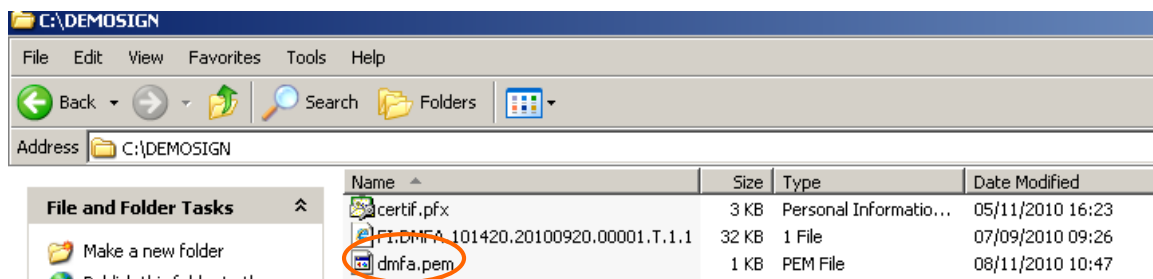 C:\DEMOSIGN
File Edit View Favorites Tools Help
Back Search Folders
Address C:\DEMOSIGN
Name Size Type Date Modified
File and Folder Tasks
certif.pfx 3 KB Personal Informatio... 05/11/2010 16:23
FI.DMFA.101420.20100920.00001.T.1.1 32 KB 1 File 07/09/2010 09:26
Make a new folder
dmfa.pem 1 KB PEM File 08/11/2010 10:47